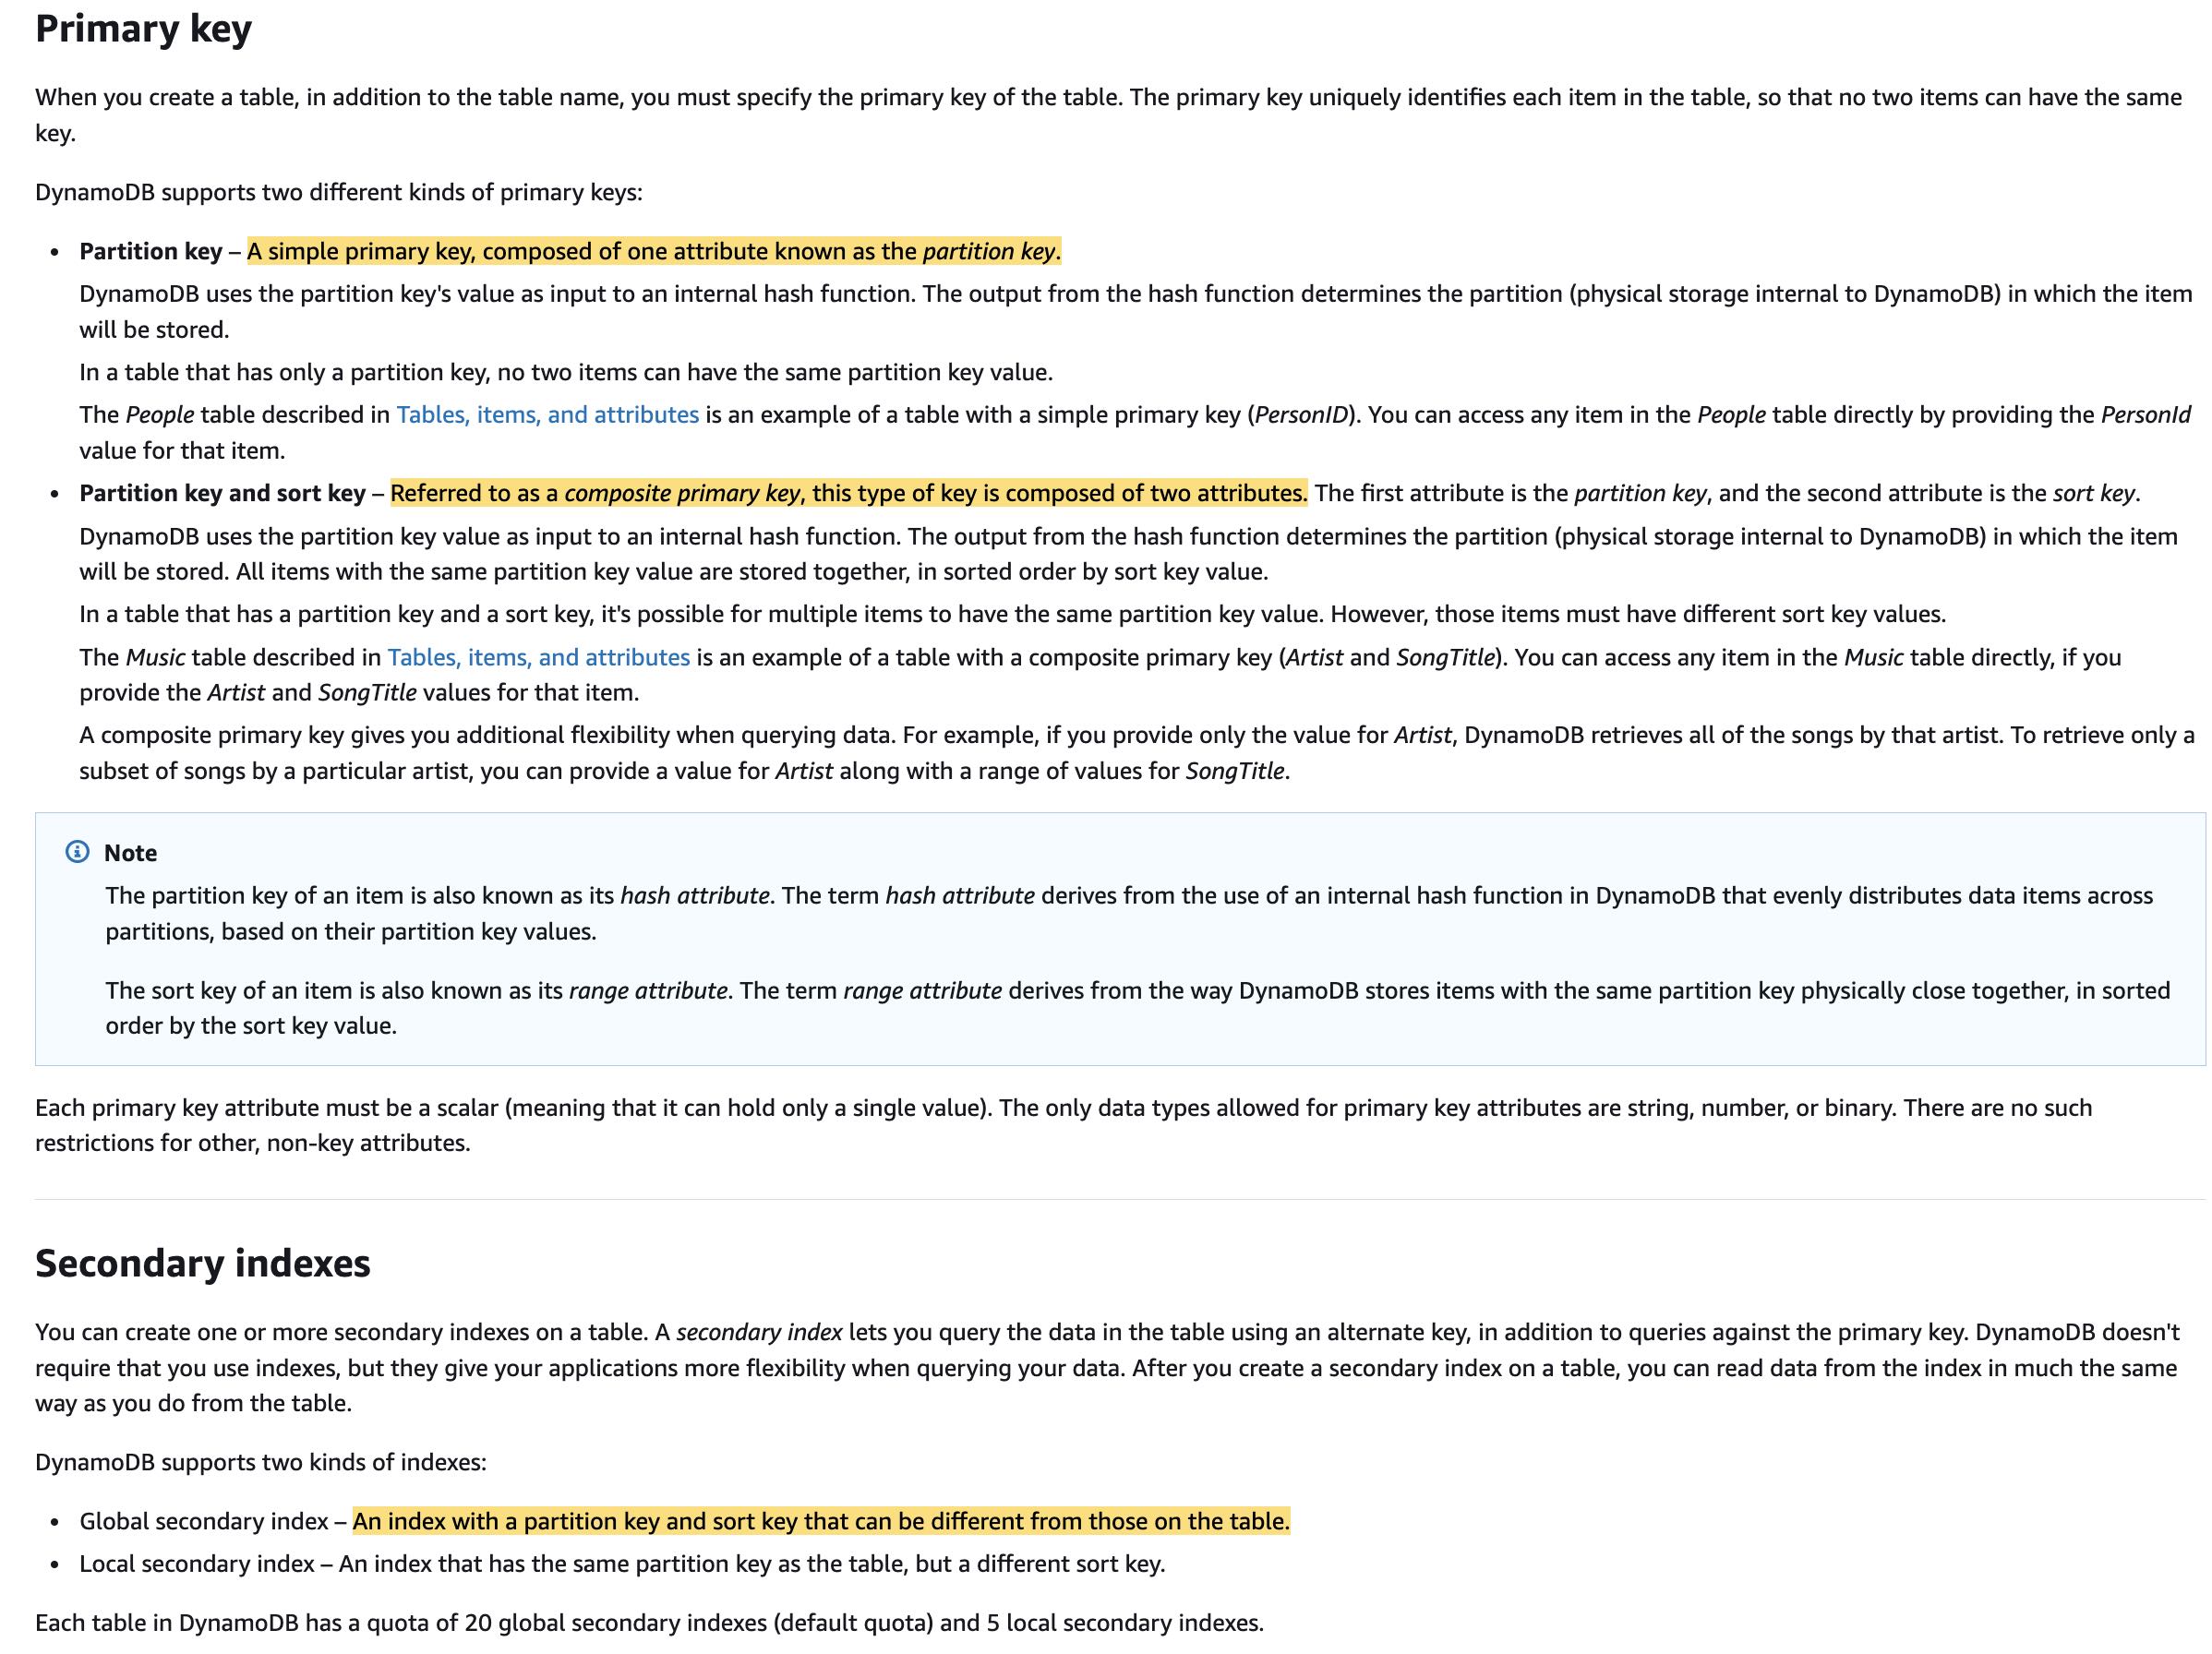 Primary key
When you create a table, in addition to the table name, you must specify the primary key of the table. The primary key uniquely identifies each item in the table, so that no two items can have the same
key.
DynamoDB supports two different kinds of primary keys:
• Partition key – A simple primary key, composed of one attribute known as the partition key.
DynamoDB uses the partition key's value as input to an internal hash function. The output from the hash function determines the partition (physical storage internal to DynamoDB) in which the item
will be stored.
In a table that has only a partition key, no two items can have the same partition key value.
The People table described in Tables, items, and attributes is an example of a table with a simple primary key (PersonID). You can access any item in the People table directly by providing the PersonId
value for that item.
• Partition key and sort key – Referred to as a composite primary key, this type of key is composed of two attributes. The first attribute is the partition key, and the second attribute is the sort key.
DynamoDB uses the partition key value as input to an internal hash function. The output from the hash function determines the partition (physical storage internal to DynamoDB) in which the item
will be stored. All items with the same partition key value are stored together, in sorted order by sort key value.
In a table that has a partition key and a sort key, it's possible for multiple items to have the same partition key value. However, those items must have different sort key values.
The Music table described in Tables, items, and attributes is an example of a table with a composite primary key (Artist and SongTitle). You can access any item in the Music table directly, if you
provide the Artist and SongTitle values for that item.
A composite primary key gives you additional flexibility when querying data. For example, if you provide only the value for Artist, DynamoDB retrieves all of the songs by that artist. To retrieve only a
subset of songs by a particular artist, you can provide a value for Artist along with a range of values for SongTitle.
Note
The partition key of an item is also known as its hash attribute. The term hash attribute derives from the use of an internal hash function in DynamoDB that evenly distributes data items across
partitions, based on their partition key values.
The sort key of an item is also known as its range attribute. The term range attribute derives from the way DynamoDB stores items with the same partition key physically close together, in sorted
order by the sort key value.
Each primary key attribute must be a scalar (meaning that it can hold only a single value). The only data types allowed for primary key attributes are string, number, or binary. There are no such
restrictions for other, non-key attributes.
Secondary indexes
You can create one or more secondary indexes on a table. A secondary index lets you query the data in the table using an alternate key, in addition to queries against the primary key. DynamoDB doesn't
require that you use indexes, but they give your applications more flexibility when querying your data. After you create a secondary index on a table, you can read data from the index in much the same
way as you do from the table.
DynamoDB supports two kinds of indexes:
• Global secondary index – An index with a partition key and sort key that can be different from those on the table.
• Local secondary index – An index that has the same partition key as the table, but a different sort key.
Each table in DynamoDB has a quota of 20 global secondary indexes (default quota) and 5 local secondary indexes.